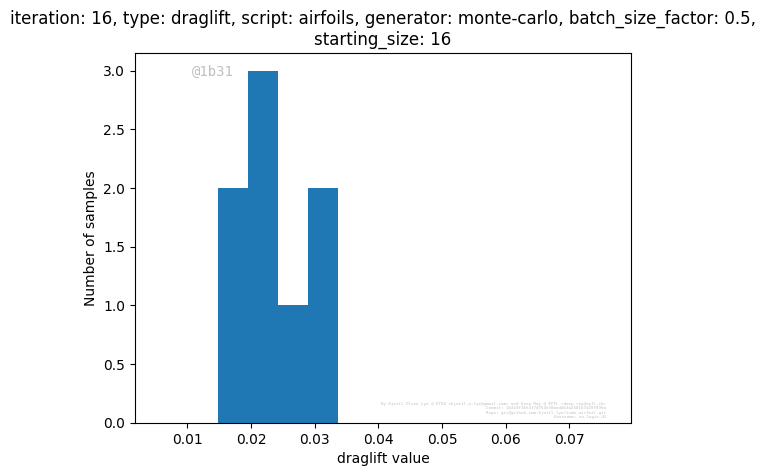 iteration: 16, type: draglift, script: airfoils, generator: monte-carlo, batch_size_factor: 0.5,
starting_size: 16
@1b31
3.0
2.5
2.0
1.5
1.0
0.5
0.0
Number of samples
0.01 0.02 0.03 0.04 0.05 0.06 0.07
draglift value